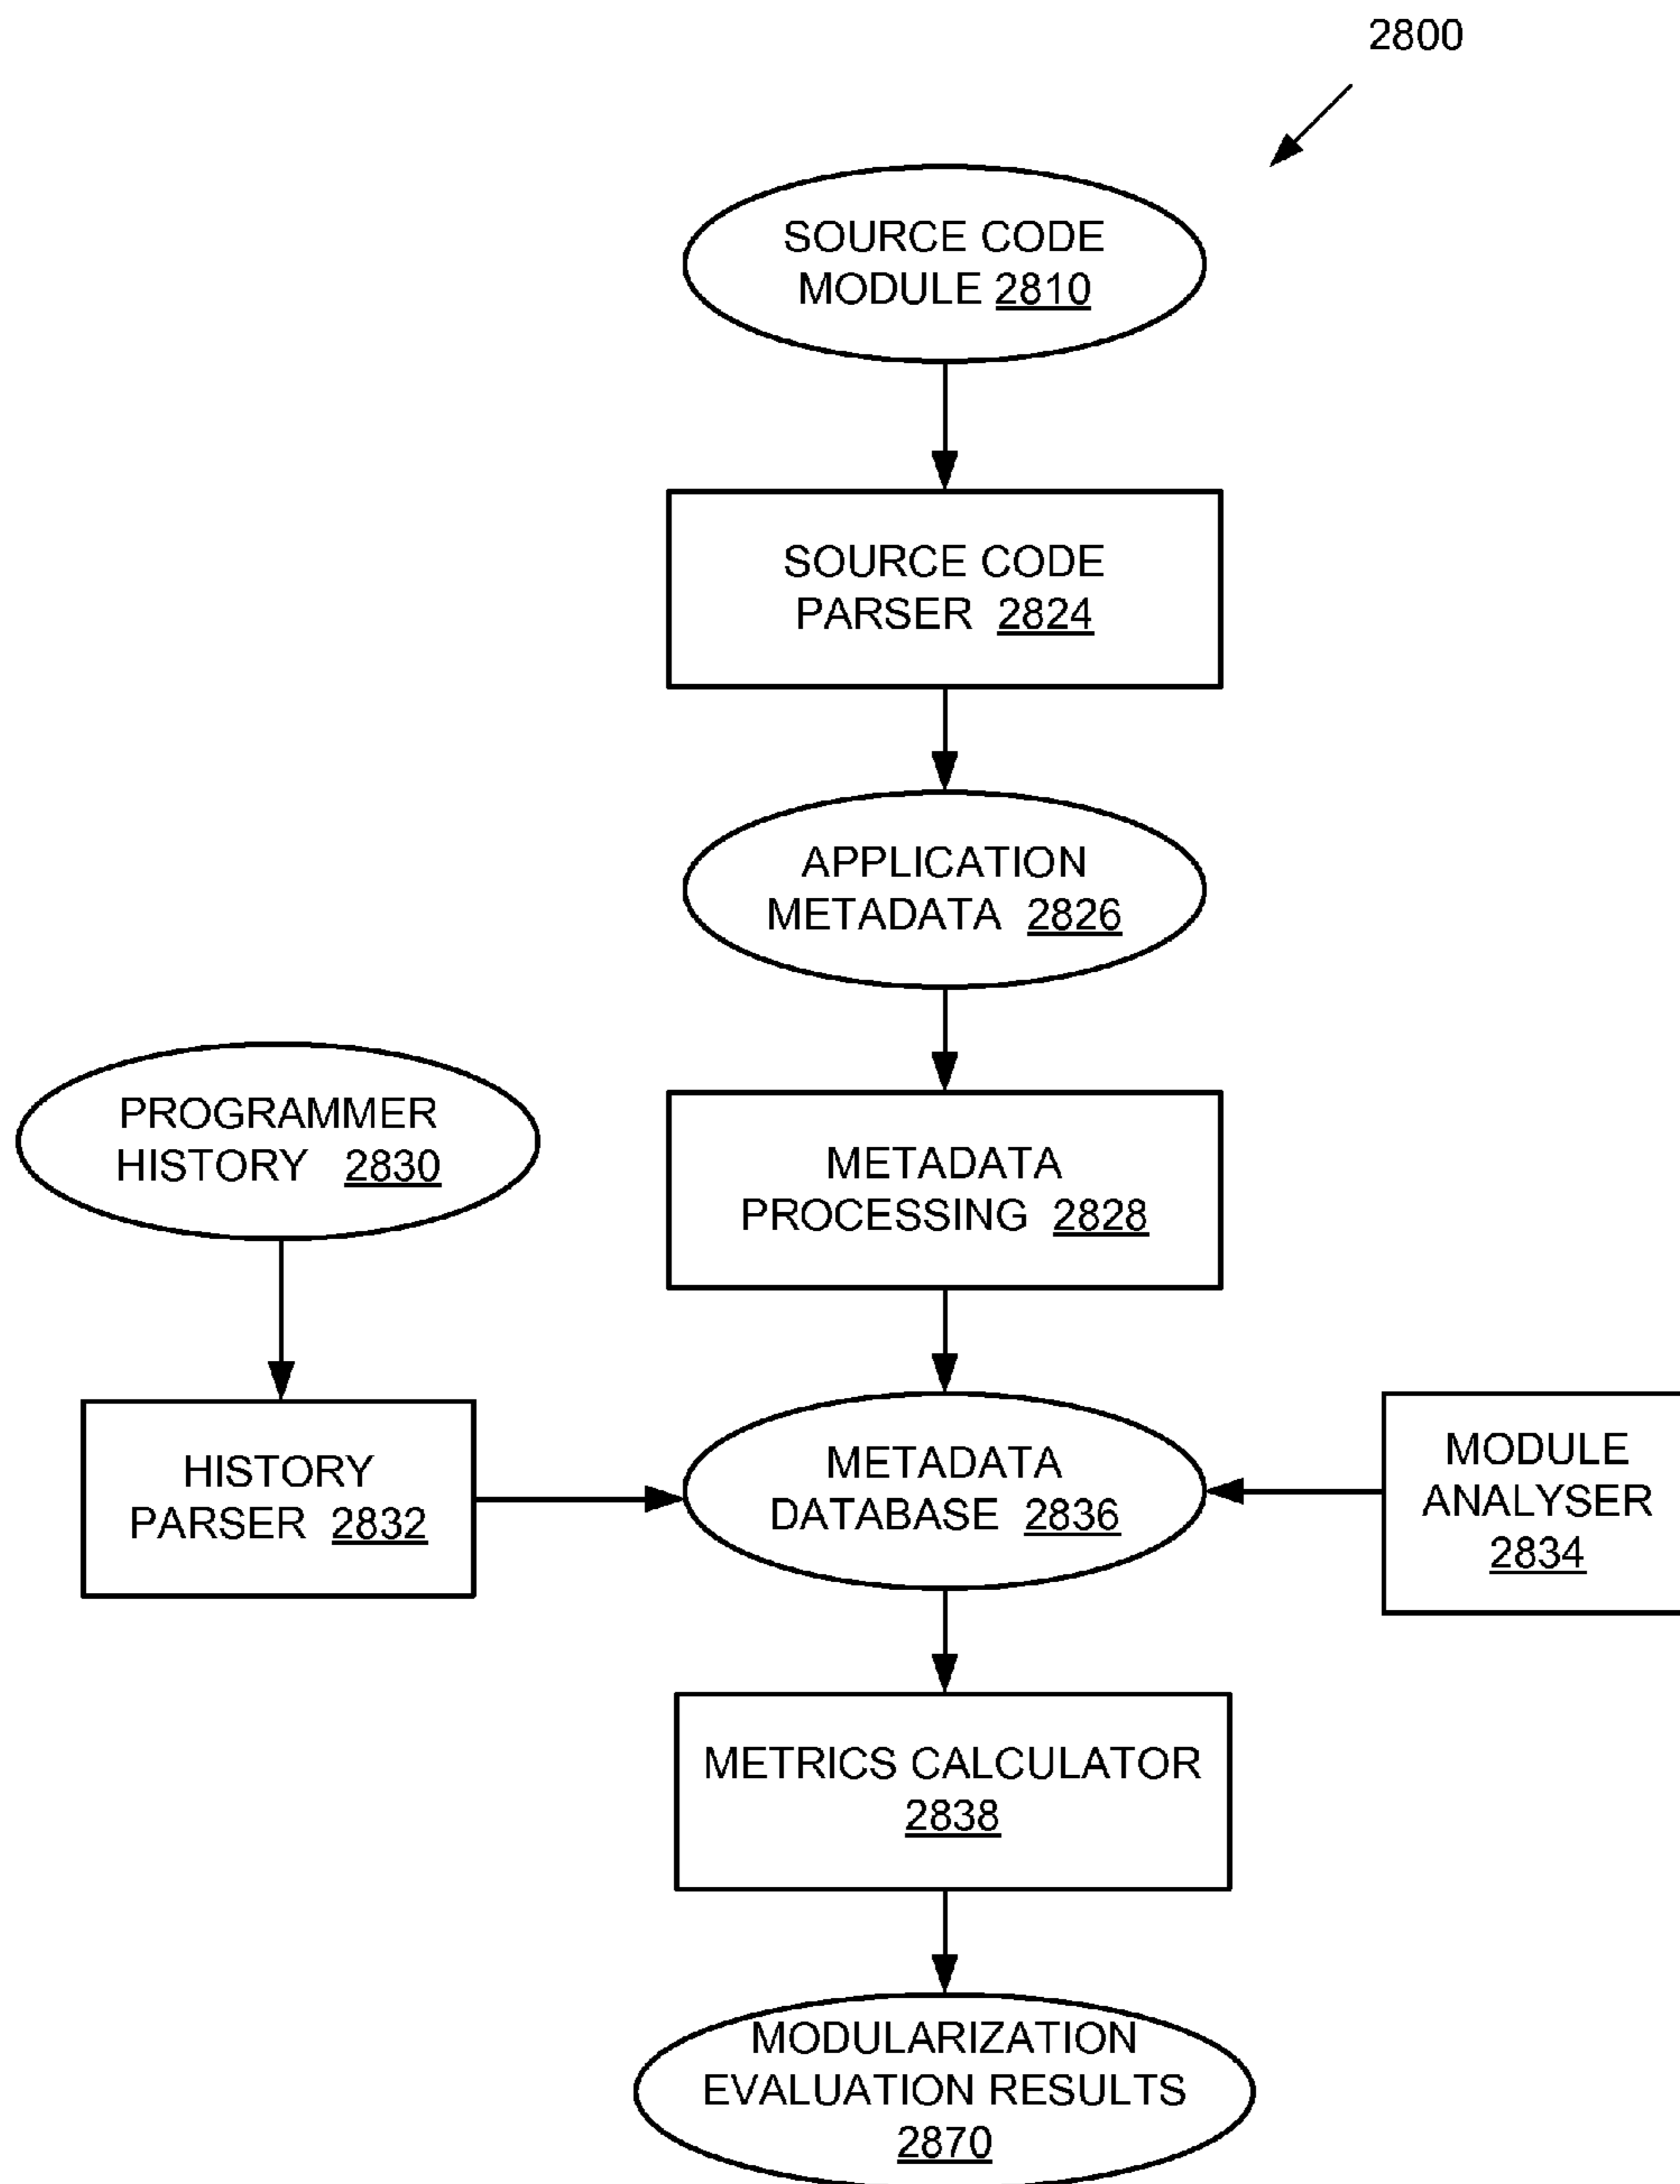 2800
SOURCE CODE
MODULE 2810
SOURCE CODE
PARSER 2824
APPLICATION
METADATA 2826
PROGRAMMER
HISTORY 2830
METADATA
PROCESSING 2828
HISTORY
PARSER 2832
METADATA
DATABASE 2836
MODULE
ANALYSER
2834
METRICS CALCULATOR
2838
MODULARIZATION
EVALUATION RESULTS
2870